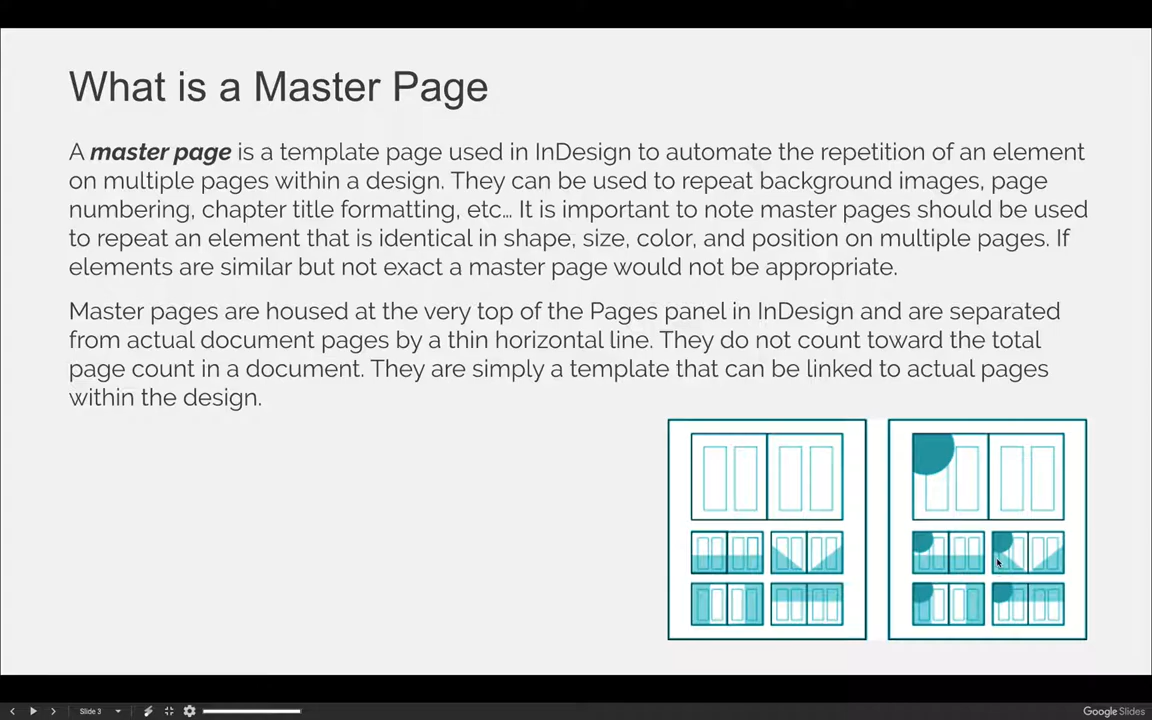 What is a Master Page
A master page is a template page used in InDesign to automate the repetition of an element
on multiple pages within a design. They can be used to repeat background images, page
numbering, chapter title formatting, etc… It is important to note master pages should be used
to repeat an element that is identical in shape, size, color, and position on multiple pages. If
elements are similar but not exact a master page would not be appropriate.
Master pages are housed at the very top of the Pages panel in InDesign and are separated
from actual document pages by a thin horizontal line. They do not count toward the total
page count in a document. They are simply a template that can be linked to actual pages
within the design.
Slide 3
Google Slides